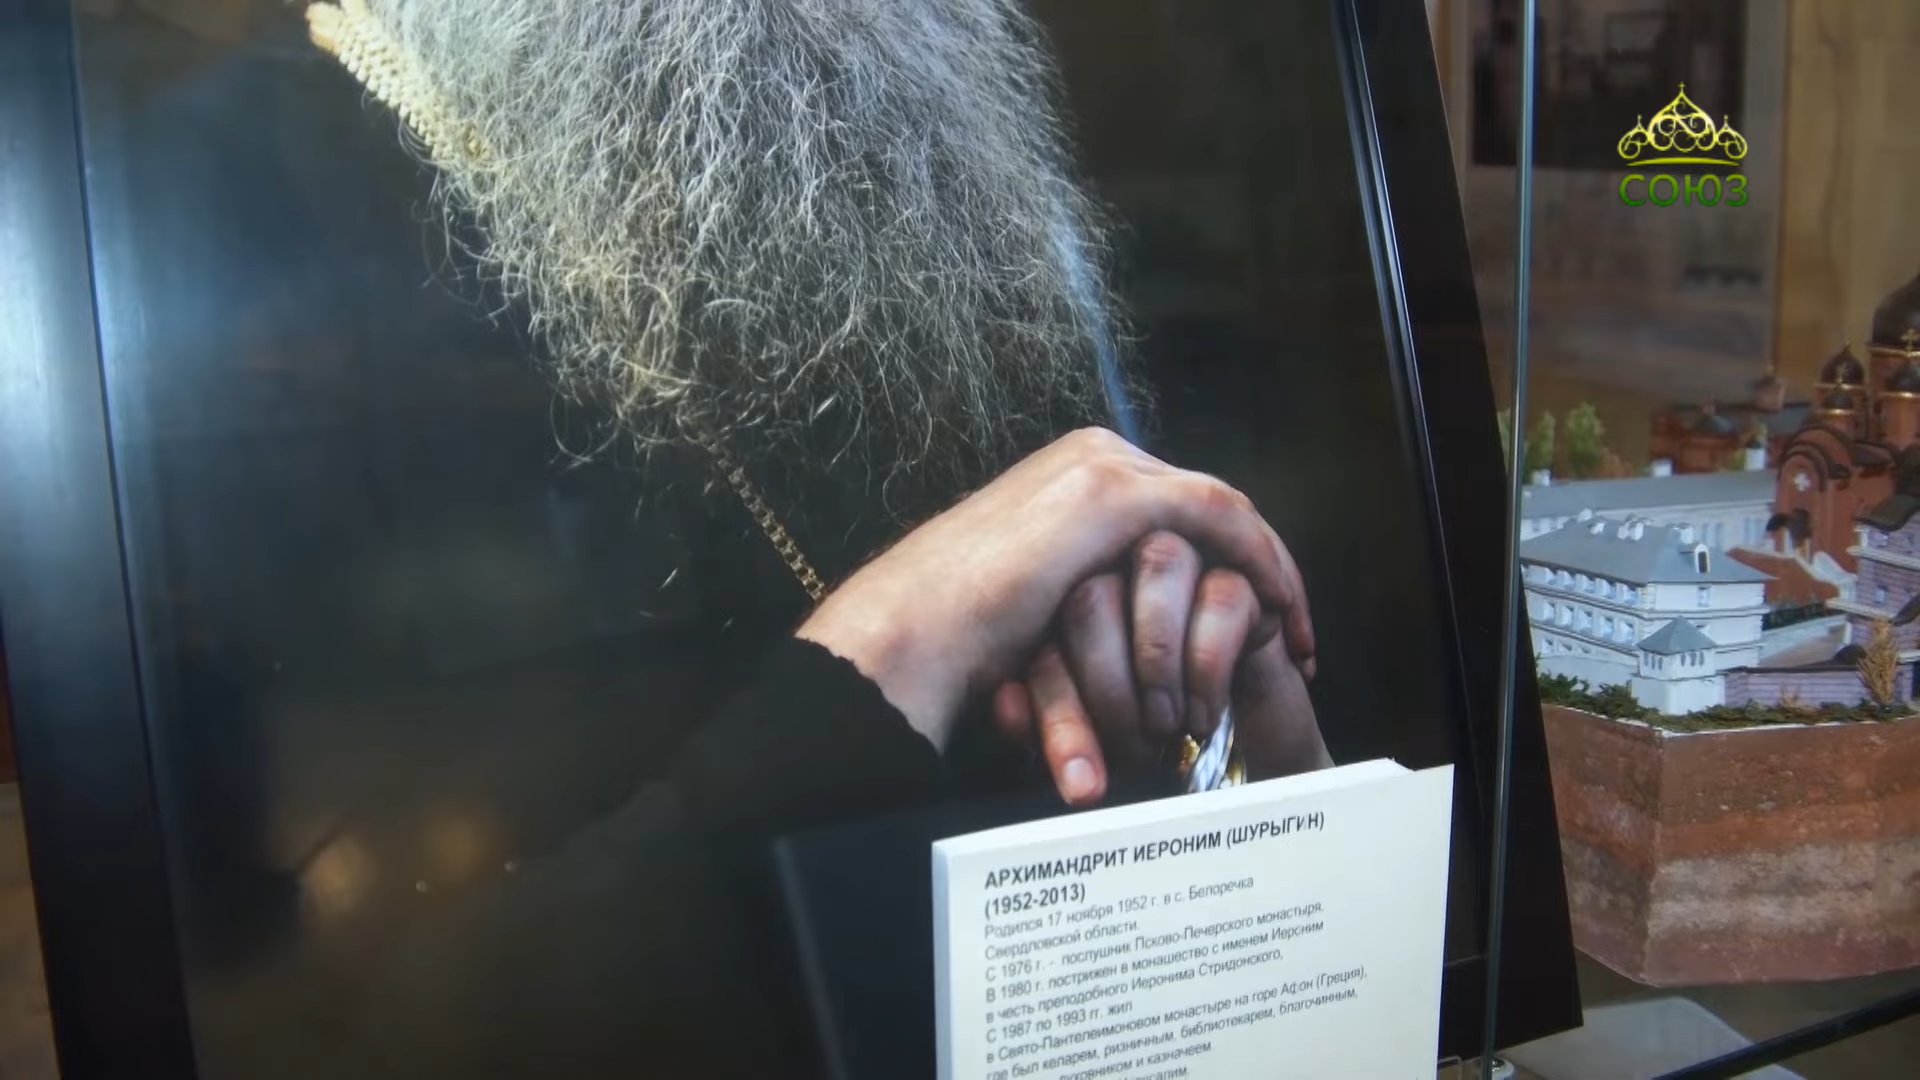 СОЮЗ
АРХИМАНДРИТ ИЕРОНИМ (ШУРЫГИН)
(1952-2013)
Родился 17 ноября 1952 г. в с. Белоречка
Свердловской области.
С 1976 г. - послушник Псково-Печерского монастыря.
В 1980 г. пострижен в монашество с именем Иероним
в честь преподобного Иеронима Стридонского,
С 1987 по 1993 гг. жил
в Свято-Пантелеимоновом монастыре на горе Афон (Греция),
где был келарем, ризничным, библиотекарем, благочинным,
духовником и казначеем.